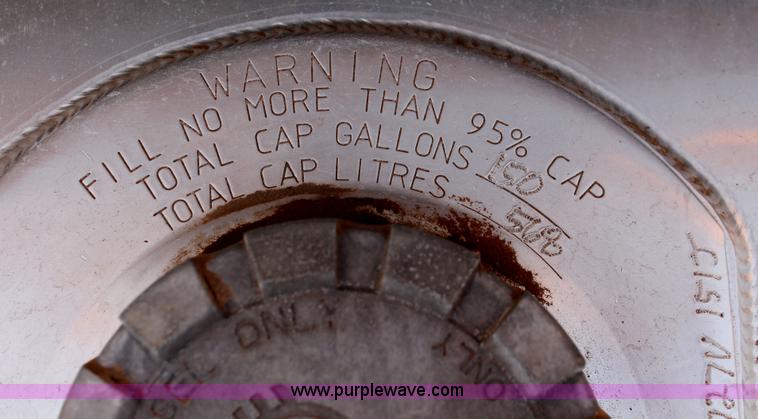 WARNING
FILL NO MORE THAN 95% CAP
TOTAL CAP GALLONS 150
TOTAL CAP LITRES 568
ONLY
ONLY
www.purplewave.com